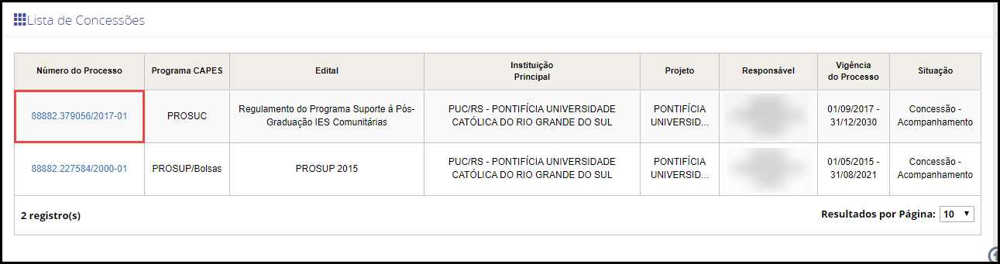 Lista de Concessões
Número do Processo Programa CAPES Edital Instituição Principal Projeto Responsável Vigência do Processo Situação
88882.379056/2017-01 PROSUC Regulamento do Programa Suporte à Pós-Graduação IES Comunitárias PUC/RS - PONTIFÍCIA UNIVERSIDADE CATÓLICA DO RIO GRANDE DO SUL PONTIFÍCIA UNIVERSID... 01/09/2017 - 31/12/2030 Concessão - Acompanhamento
88882.227584/2000-01 PROSUP/Bolsas PROSUP 2015 PUC/RS - PONTIFÍCIA UNIVERSIDADE CATÓLICA DO RIO GRANDE DO SUL PONTIFÍCIA UNIVERSID... 01/05/2015 - 31/08/2021 Concessão - Acompanhamento
2 registro(s) Resultados por Página: 10